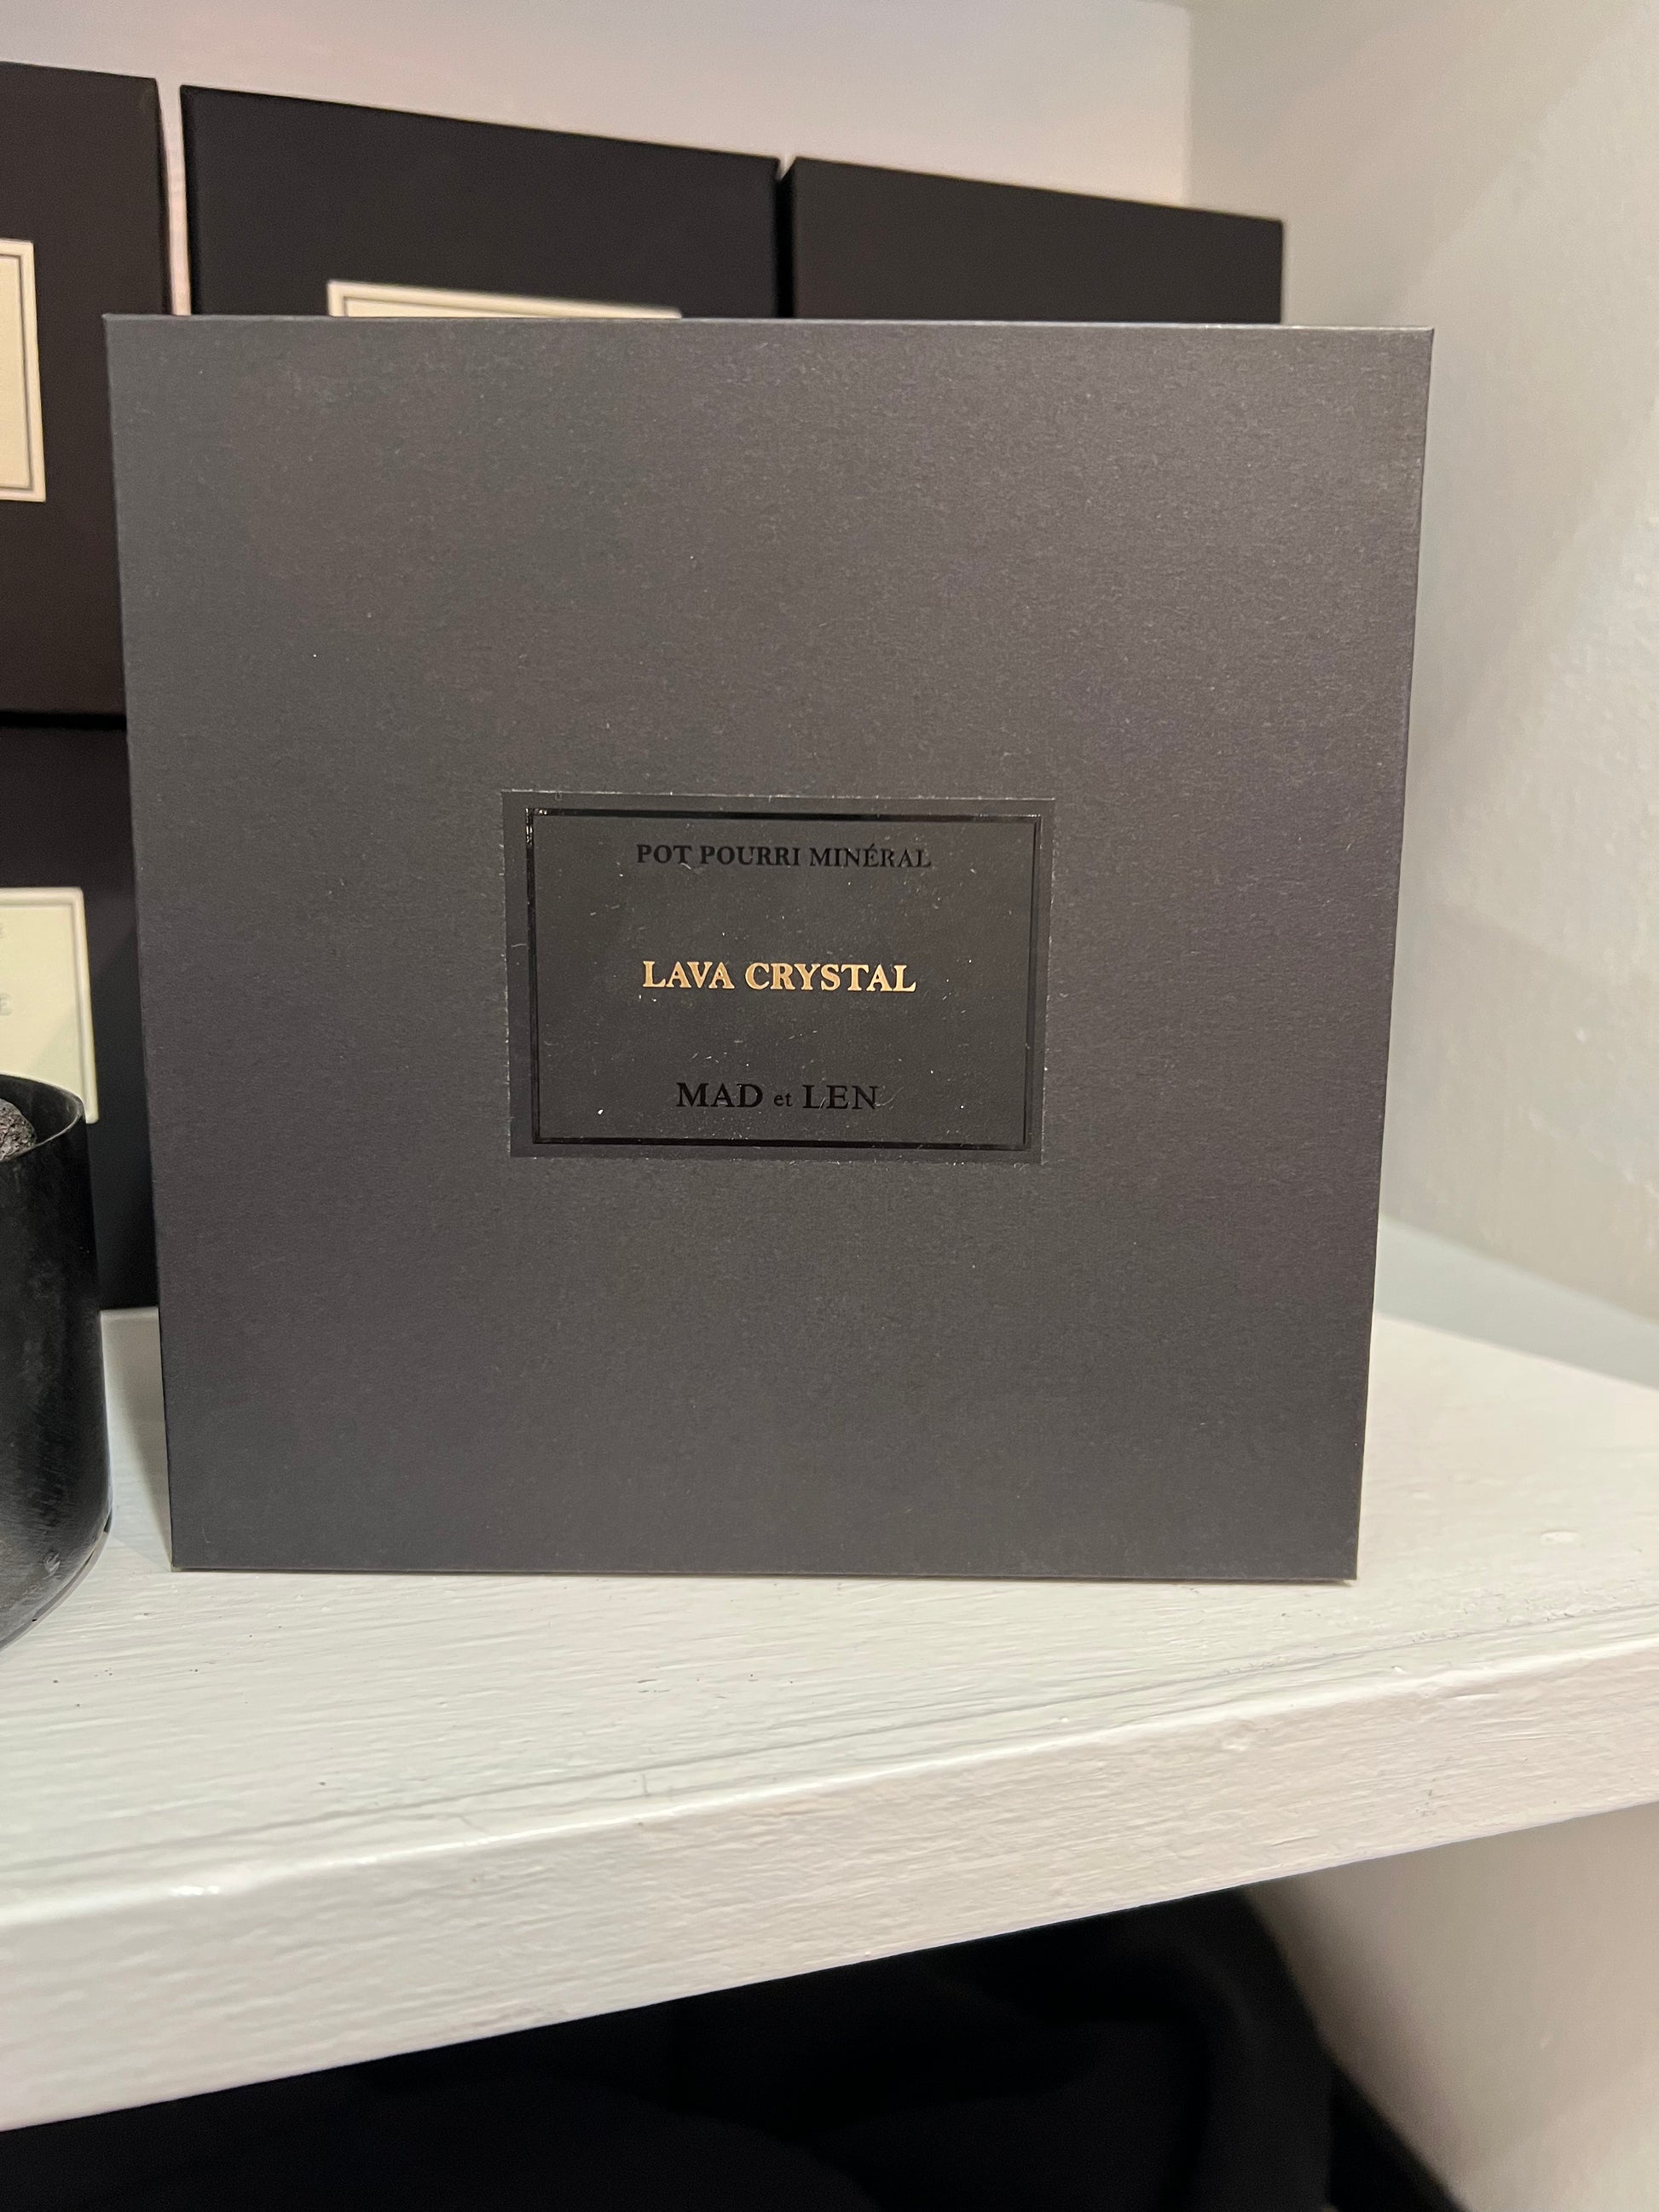 POT POURRI MINÉRAL
LAVA CRYSTAL
MAD et LEN